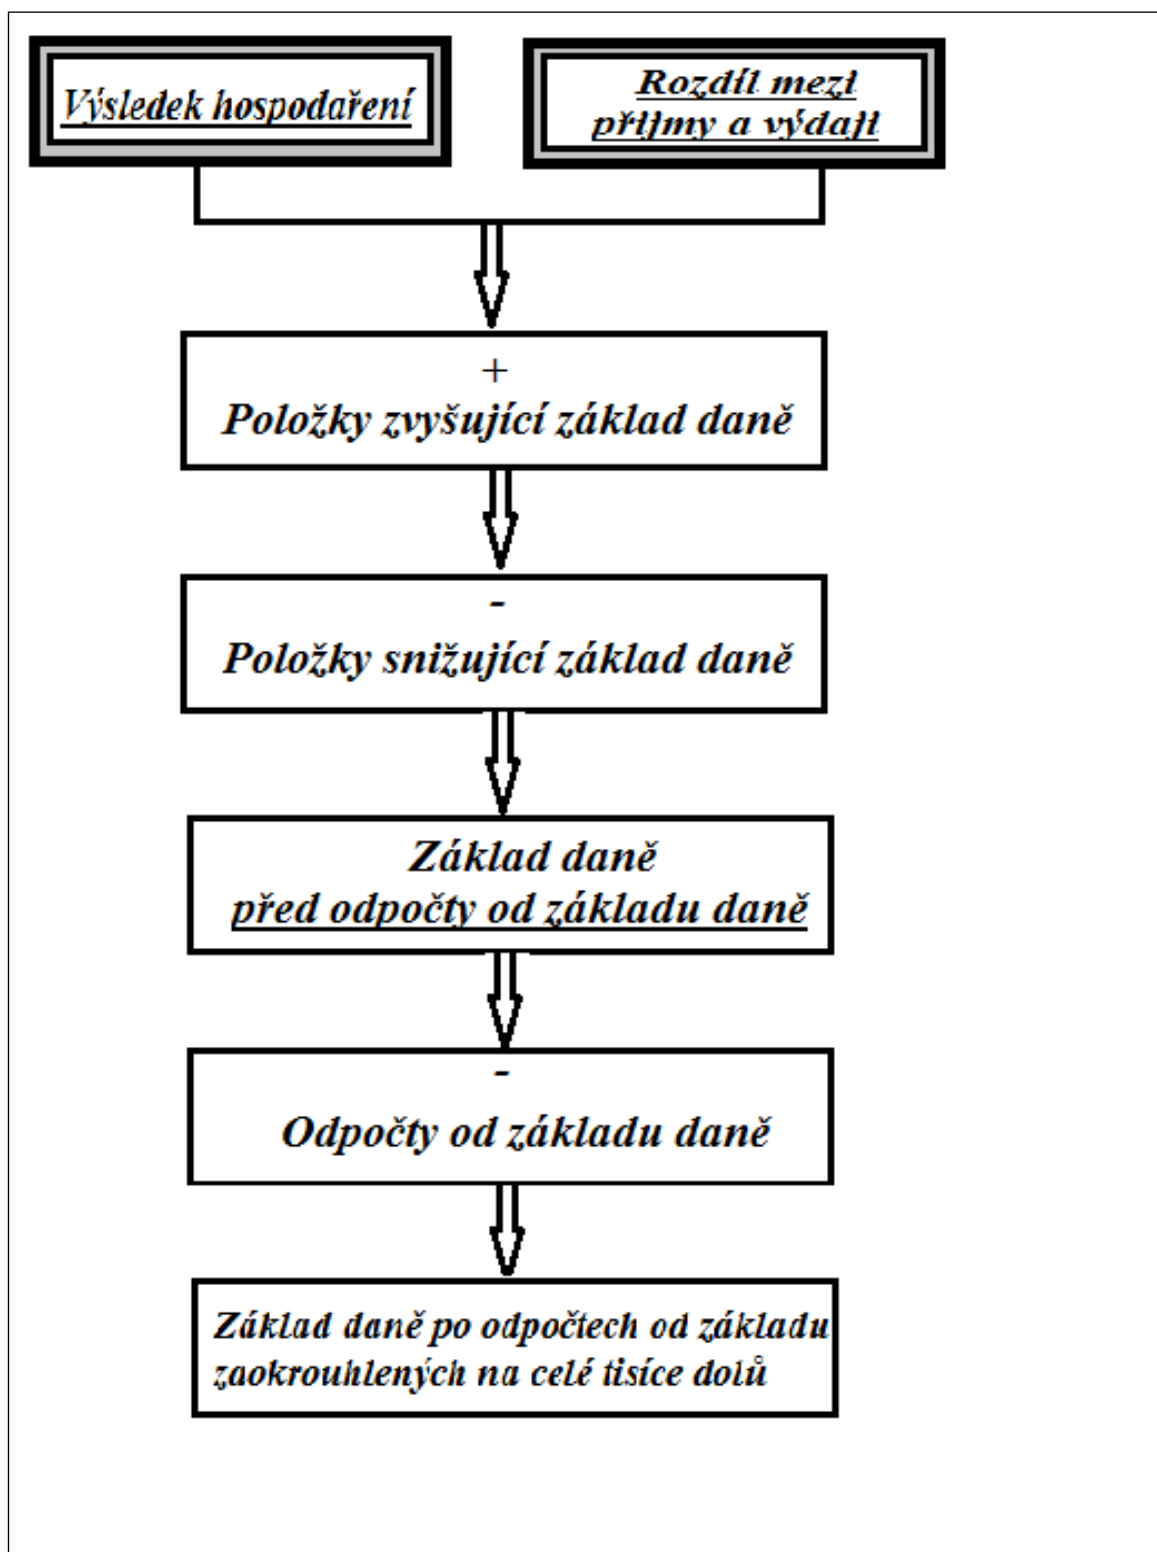 Výsledek hospodaření
Rozdíl mezi
příjmy a výdaji
+
Položky zvyšující základ daně
-
Položky snižující základ daně
-
Základ daně
před odpočty od základu daně
-
Odpočty od základu daně
Základ daně po odpočtech od základu
zaokrouhlených na celé tisíce dolů